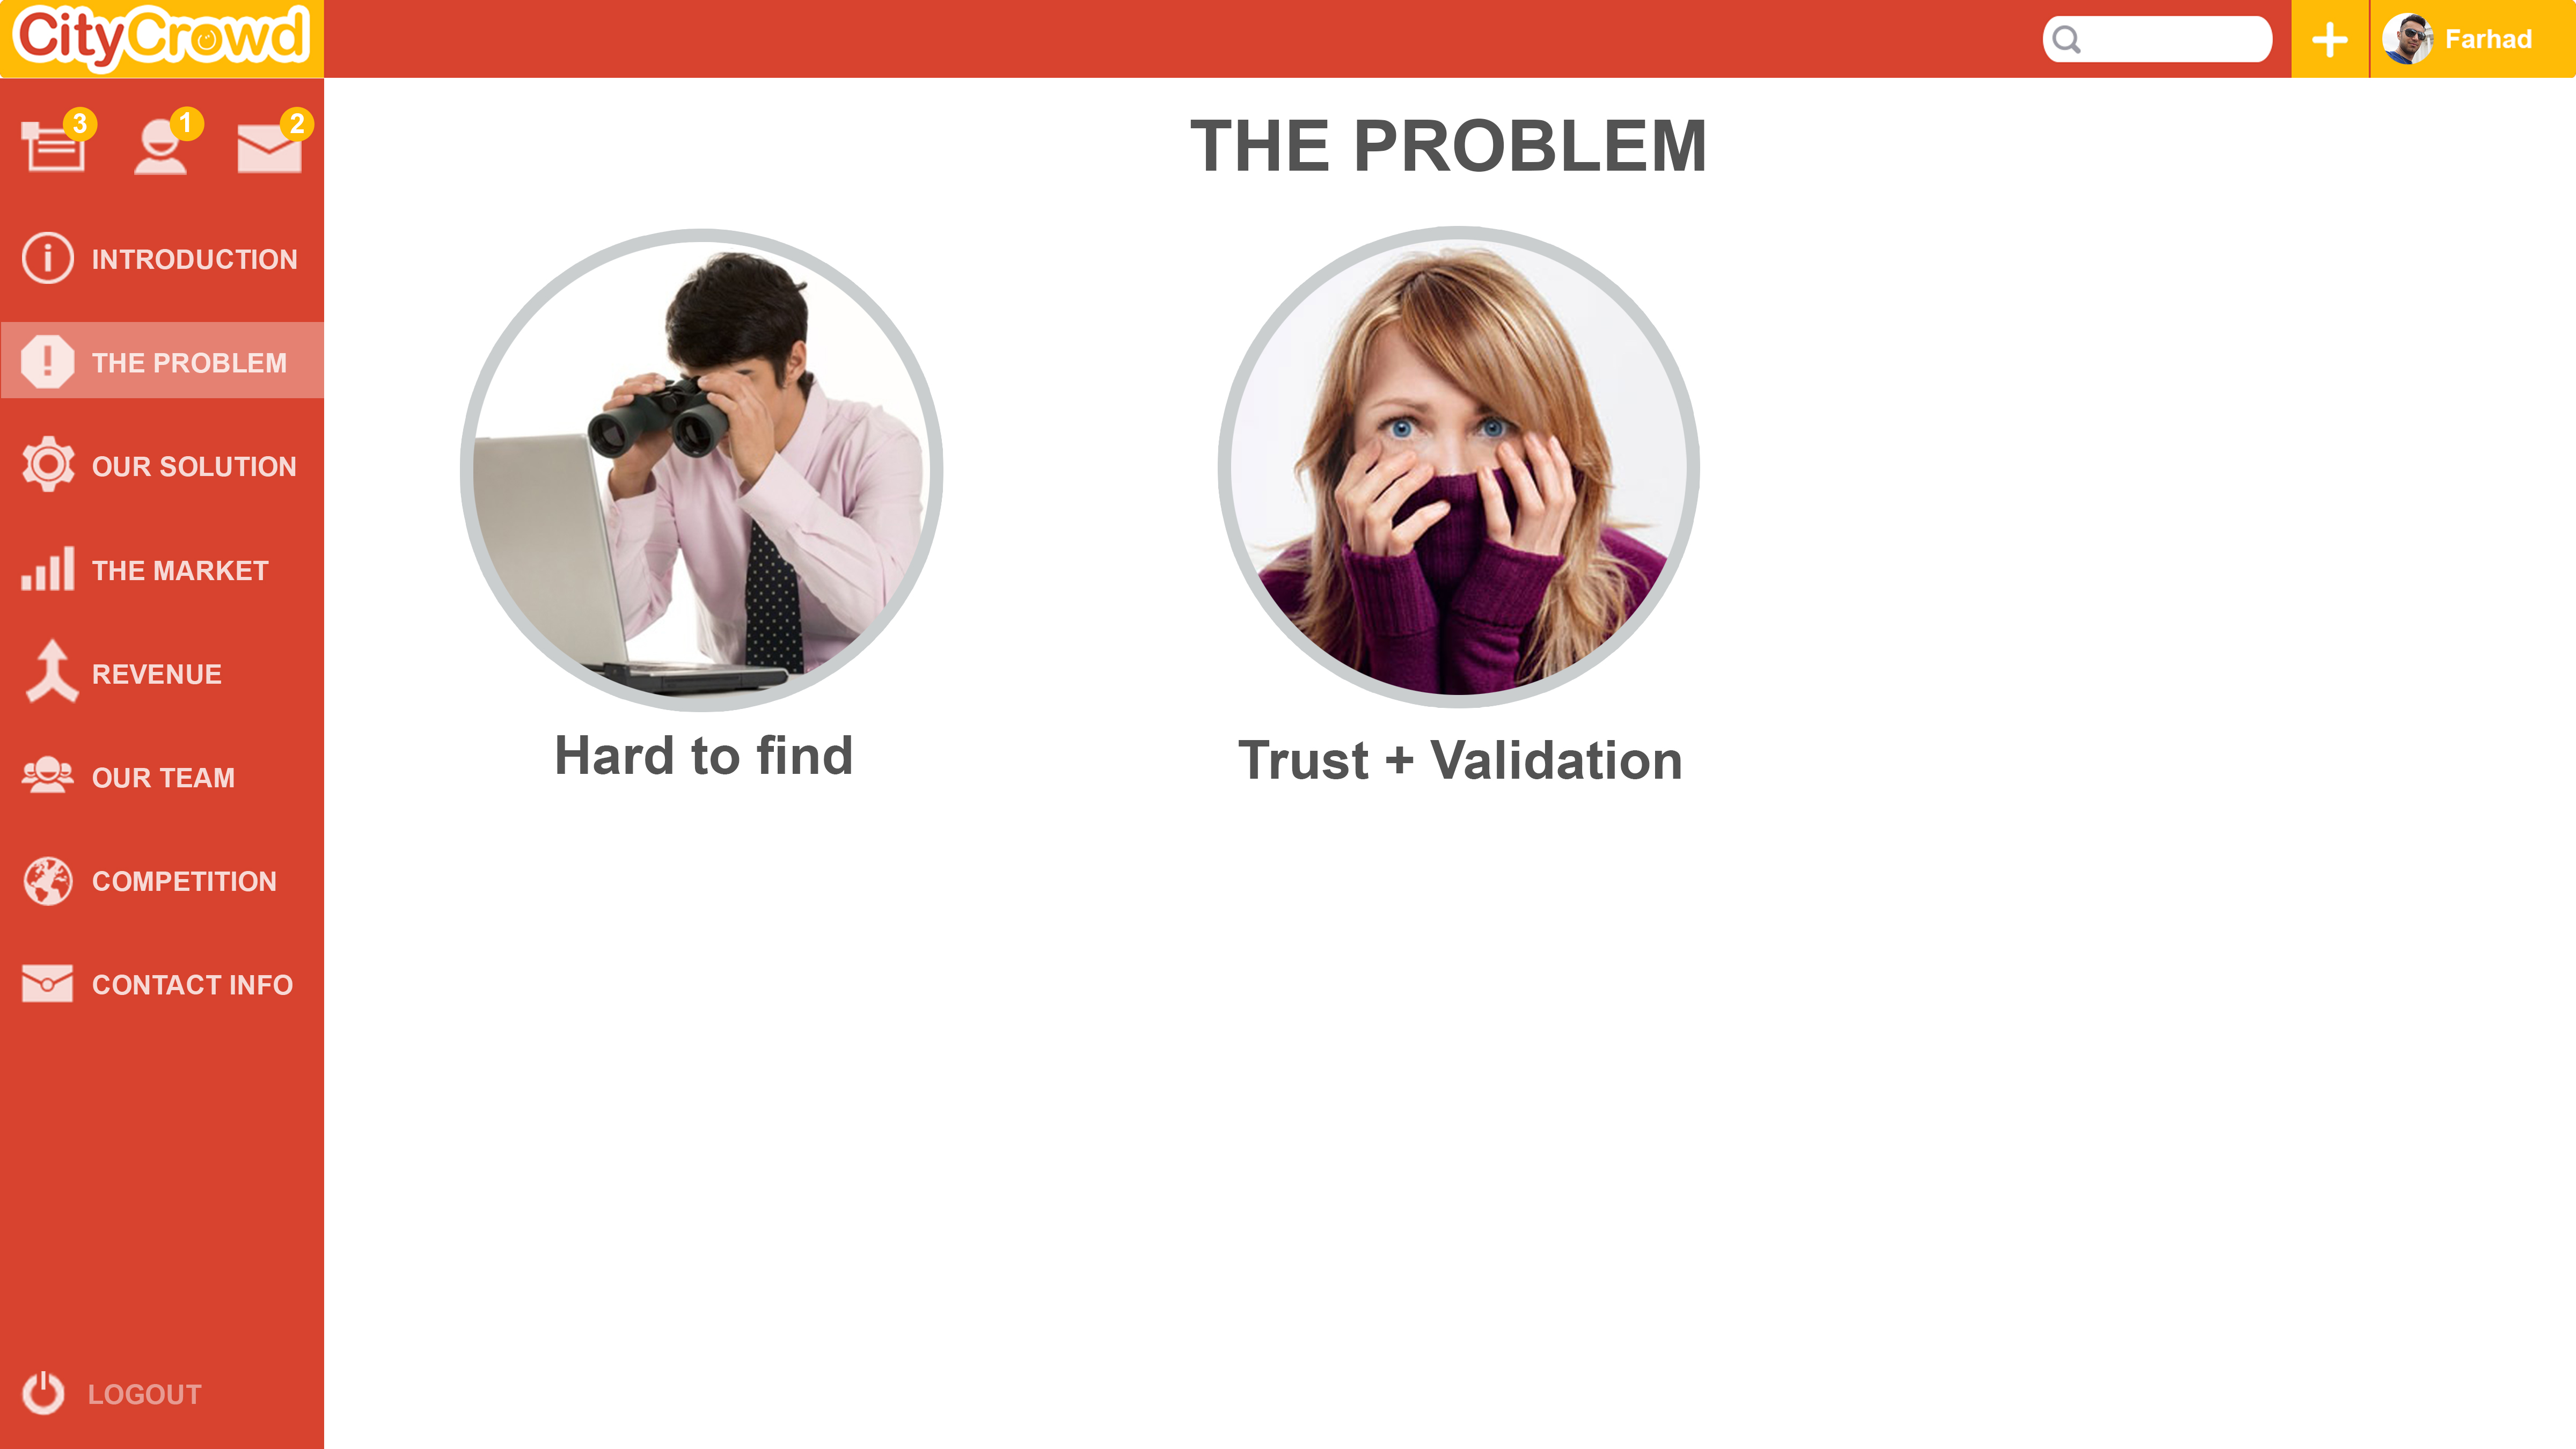 CityCrowd
Farhad
3
1
2
THE PROBLEM
INTRODUCTION
THE PROBLEM
OUR SOLUTION
THE MARKET
REVENUE
OUR TEAM
COMPETITION
CONTACT INFO
LOGOUT
Hard to find
Trust + Validation